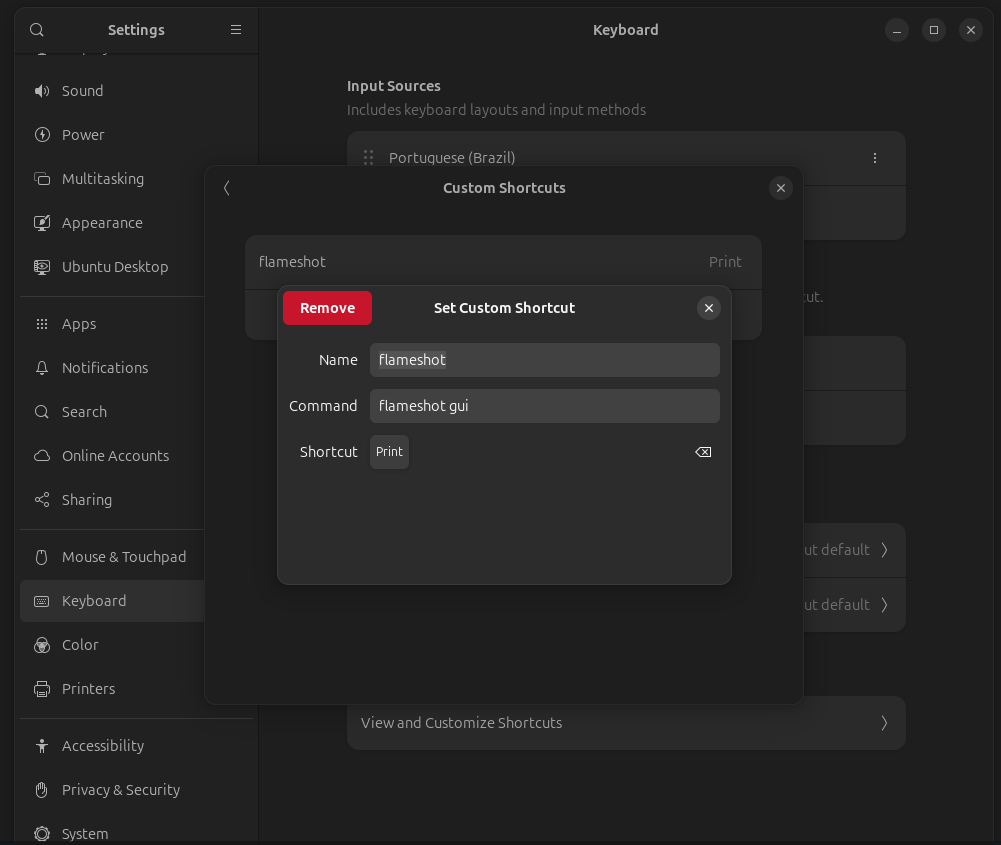 Settings
Keyboard
Sound
Power
Multitasking
Appearance
Ubuntu Desktop
Apps
Notifications
Search
Online Accounts
Sharing
Mouse & Touchpad
Keyboard
Color
Printers
Accessibility
Privacy & Security
System
Input Sources
Includes keyboard layouts and input methods
Portuguese (Brazil)
Custom Shortcuts
flameshot Print
Remove Set Custom Shortcut
Name flameshot
Command flameshot gui
Shortcut Print
cut.
ut default
ut default
View and Customize Shortcuts